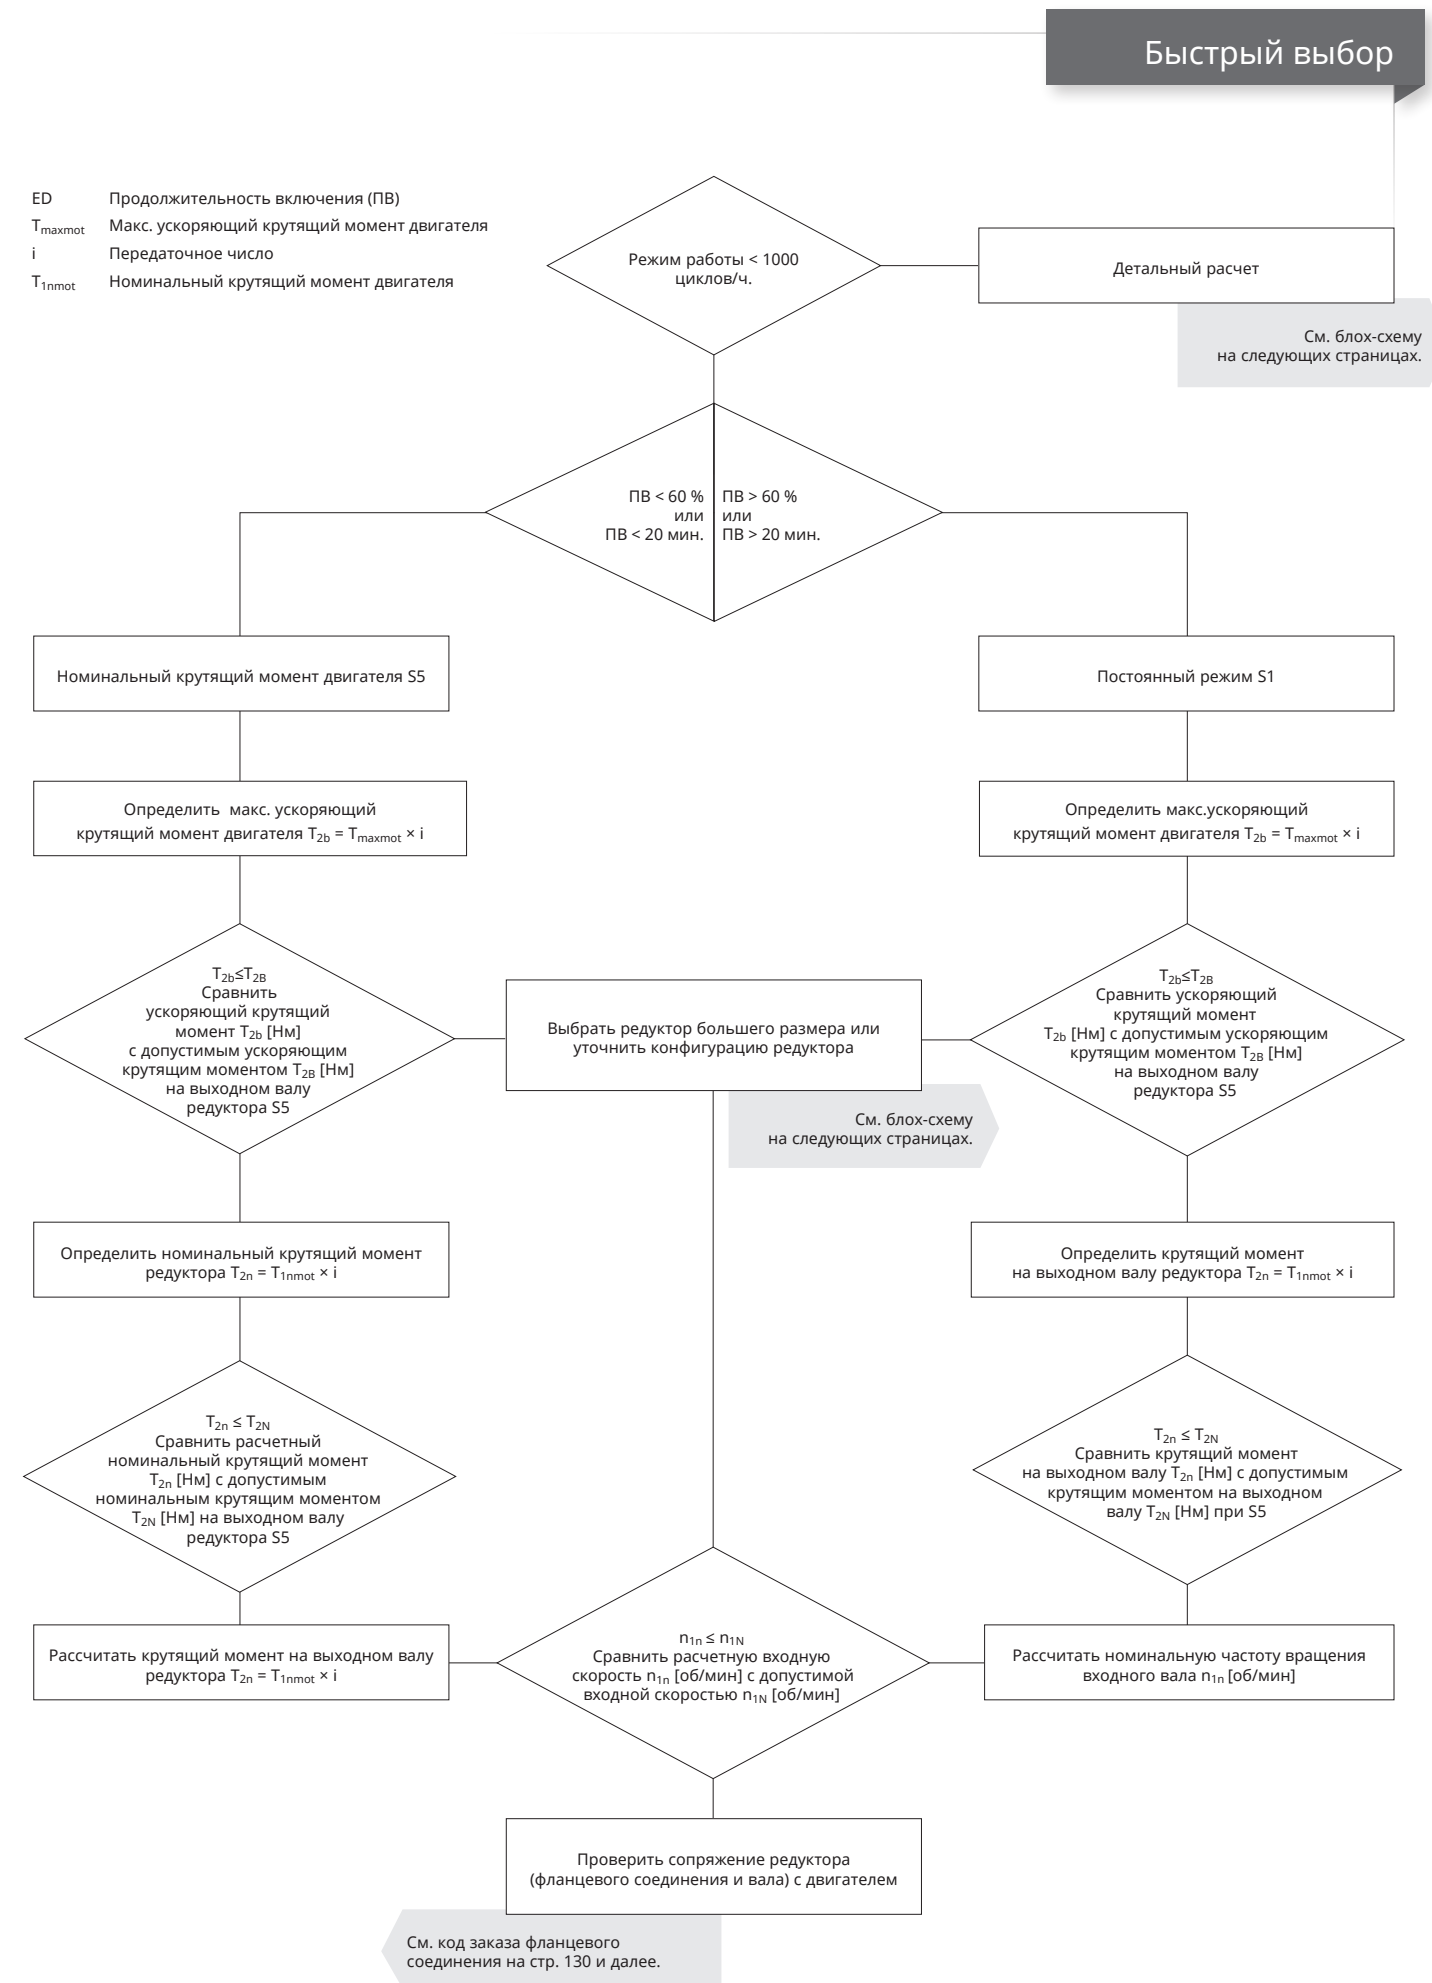 Быстрый выбор
ED Продолжительность включения (ПВ)
Tmaxmot Макс. ускоряющий крутящий момент двигателя
i Передаточное число
T1nmot Номинальный крутящий момент двигателя
Режим работы < 1000
циклов/ч.
Детальный расчет
См. блох-схему
на следующих страницах.
ПВ < 60 %
или
ПВ < 20 мин.
ПВ > 60 %
или
ПВ > 20 мин.
Номинальный крутящий момент двигателя S5
Постоянный режим S1
Определить макс. ускоряющий
крутящий момент двигателя T2b = Tmaxmot × i
Определить макс.ускоряющий
крутящий момент двигателя T2b = Tmaxmot × i
T2b≤T2B
Сравнить
ускоряющий крутящий
момент T2b [Нм]
с допустимым ускоряющим
крутящим моментом T2B [Нм]
на выходном валу
редуктора S5
Выбрать редуктор большего размера или
уточнить конфигурацию редуктора
См. блох-схему
на следующих страницах.
T2b≤T2B
Сравнить ускоряющий
крутящий момент
T2b [Нм] с допустимым ускоряющим
крутящим моментом T2B [Нм]
на выходном валу
редуктора S5
Определить номинальный крутящий момент
редуктора T2n = T1nmot × i
Определить крутящий момент
на выходном валу редуктора T2n = T1nmot × i
T2n ≤ T2N
Сравнить расчетный
номинальный крутящий момент
T2n [Нм] с допустимым
номинальным крутящим моментом
T2N [Нм] на выходном валу
редуктора S5
T2n ≤ T2N
Сравнить крутящий момент
на выходном валу T2n [Нм] с допустимым
крутящим моментом на выходном
валу T2N [Нм] при S5
Рассчитать крутящий момент на выходном валу
редуктора T2n = T1nmot × i
n1n ≤ n1N
Сравнить расчетную входную
скорость n1n [об/мин] с допустимой
входной скоростью n1N [об/мин]
Рассчитать номинальную частоту вращения
входного вала n1n [об/мин]
Проверить сопряжение редуктора
(фланцевого соединения и вала) с двигателем
См. код заказа фланцевого
соединения на стр. 130 и далее.